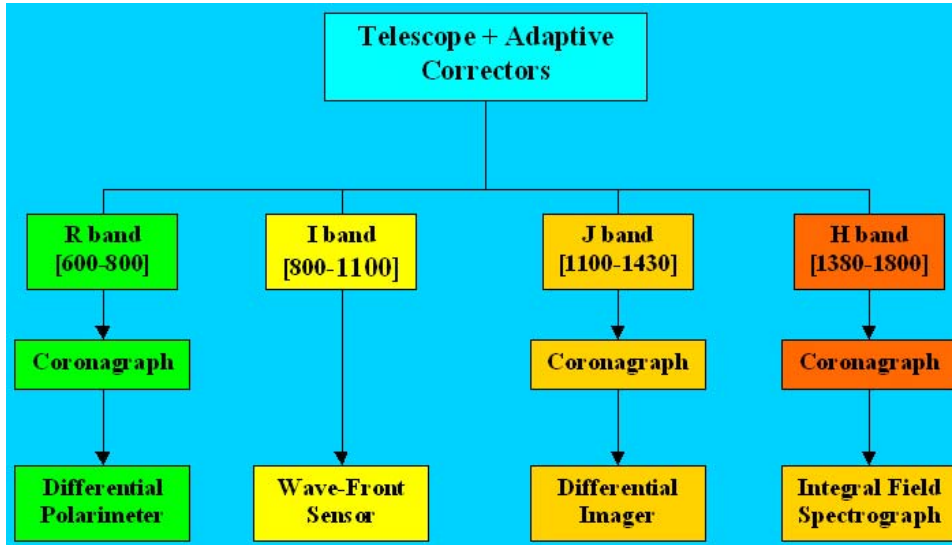 Telescope + Adaptive
Correctors
R band
[600-800]
I band
[800-1100]
J band
[1100-1430]
H band
[1380-1800]
Coronagraph
Coronagraph
Coronagraph
Differential
Polarimeter
Wave-Front
Sensor
Differential
Imager
Integral Field
Spectrograph